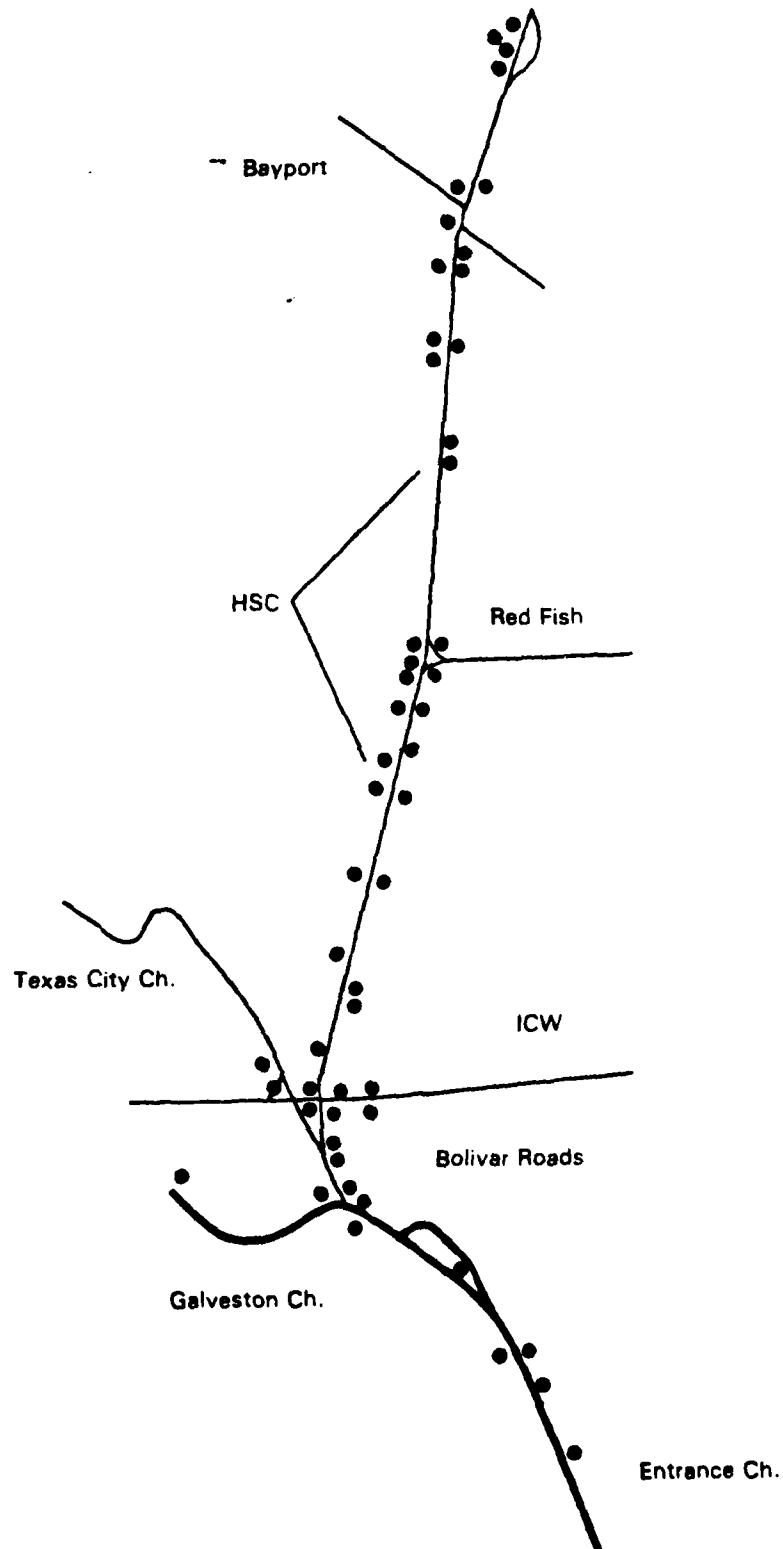 Bayport
HSC
Red Fish
Texas City Ch.
ICW
Bolivar Roads
Galveston Ch.
Entrance Ch.